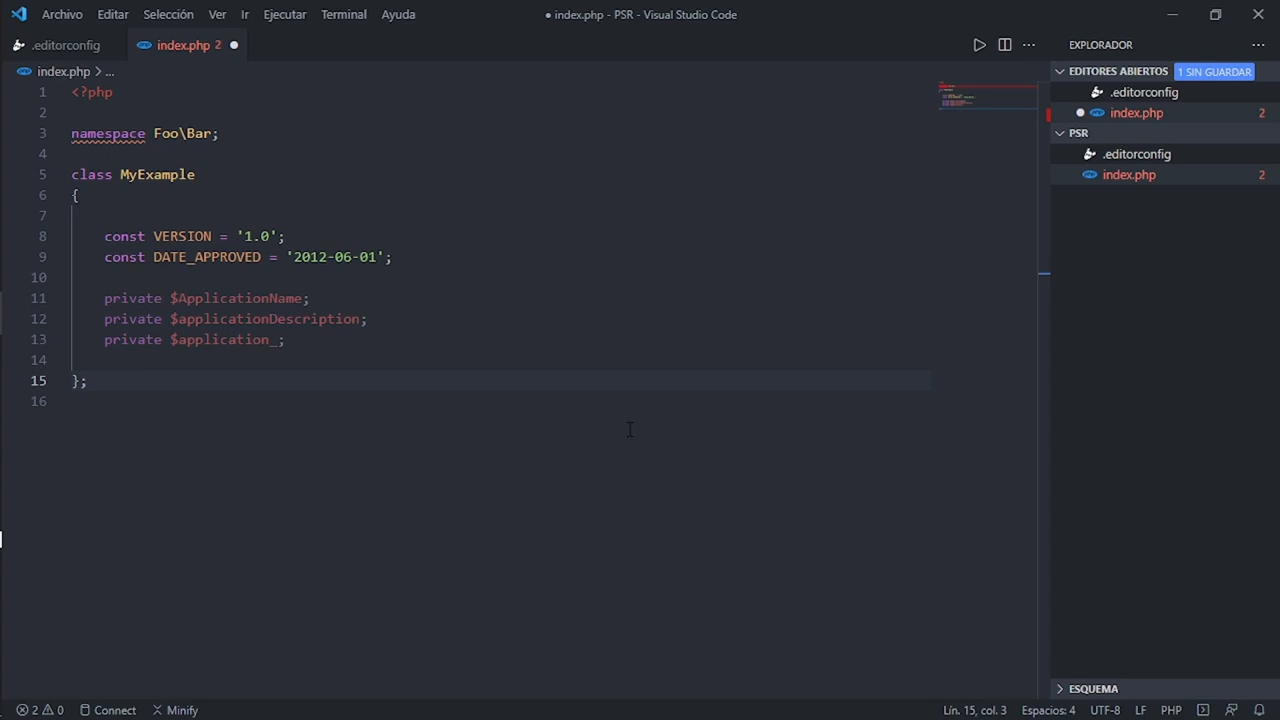 Archivo Editar Selección Ver Ir Ejecutar Terminal Ayuda ● index.php - PSR - Visual Studio Code
.editorconfig index.php 2 EXPLORADOR
index.php > ... EDITORES ABIERTOS 1 SIN GUARDAR
1 <?php
2
3 namespace Foo\Bar;
4
5 class MyExample
6 {
7
8 const VERSION = '1.0';
9 const DATE_APPROVED = '2012-06-01';
10
11 private $ApplicationName;
12 private $applicationDescription;
13 private $application_;
14
15 };
16
.editorconfig
index.php 2
PSR
.editorconfig
index.php 2
ESQUEMA
2 0 Connect Minify Lín. 15, col. 3 Espacios: 4 UTF-8 LF PHP